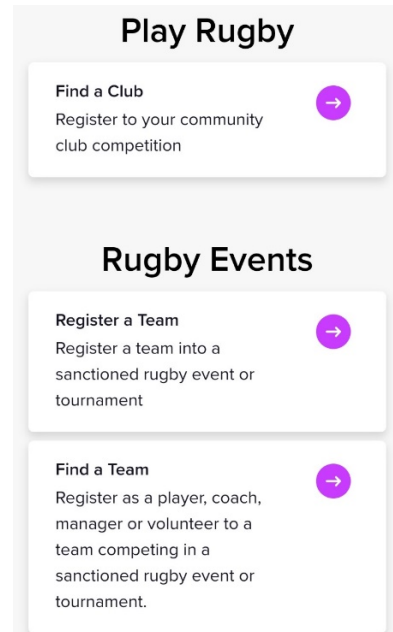 Play Rugby
Find a Club
Register to your community
club competition
Rugby Events
Register a Team
Register a team into a
sanctioned rugby event or
tournament
Find a Team
Register as a player, coach,
manager or volunteer to a
team competing in a
sanctioned rugby event or
tournament.